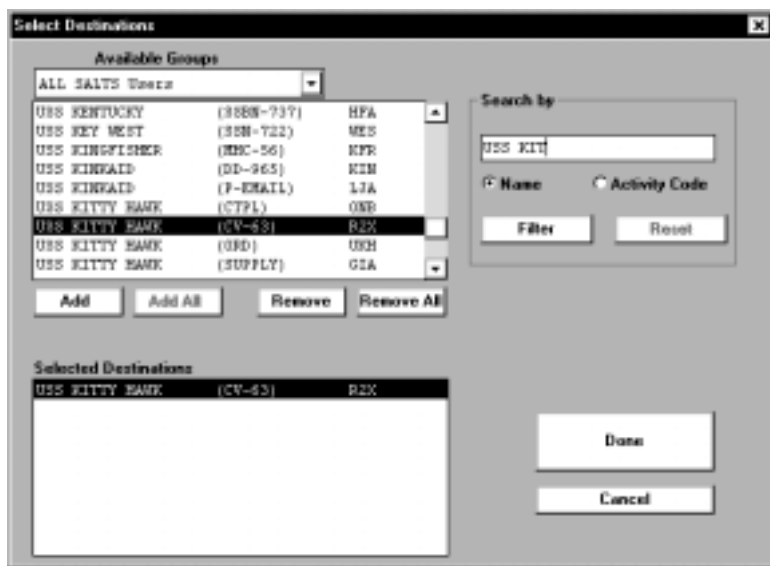 Select Destinations
Available Groups
ALL SALTS Users
USS KENTUCKY (SSBN-737) HFA
USS KEY WEST (SSN-722) WES
USS KINGFISHER (MHC-56) KFR
USS KINKAID (DD-965) KIN
USS KINKAID (P-EMAIL) LJA
USS KITTY HAWK (CTPL) ONB
USS KITTY HAWK (CV-63) R2X
USS KITTY HAWK (ORD) UKH
USS KITTY HAWK (SUPPLY) GIA
Add Add All Remove Remove All
Search by
USS KIT
Name Activity Code
Filter Reset
Selected Destinations
USS KITTY HAWK (CV-63) R2X
Done
Cancel